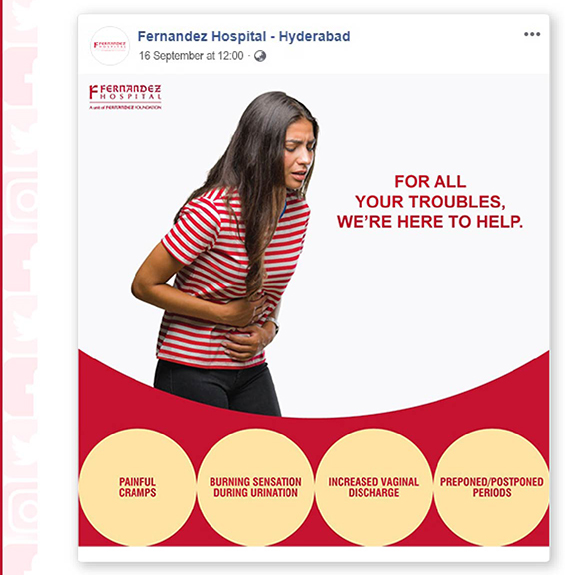 Fernandez Hospital - Hyderabad
16 September at 12:00 ·
FERNANDEZ
HOSPITAL
A unit of FERNANDEZ FOUNDATION
FOR ALL
YOUR TROUBLES,
WE'RE HERE TO HELP.
PAINFUL
CRAMPS
BURNING SENSATION
DURING URINATION
INCREASED VAGINAL
DISCHARGE
PREPONED/POSTPONED
PERIODS